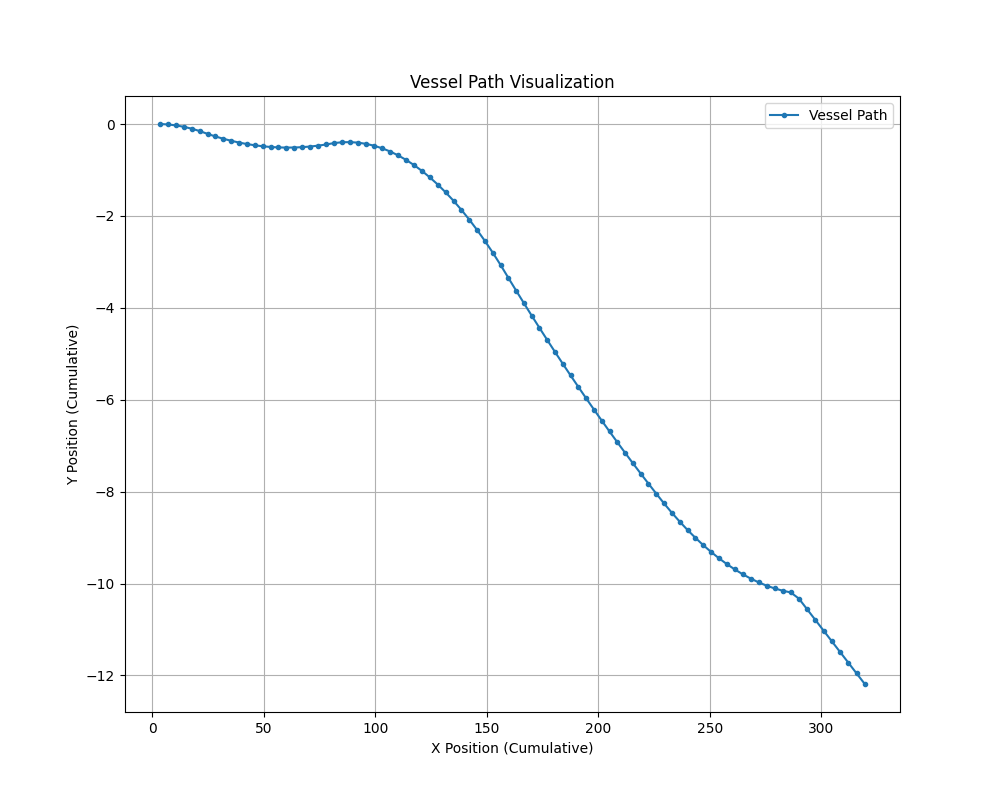 Vessel Path Visualization
Vessel Path
0
−2
−4
−6
−8
−10
−12
Y Position (Cumulative)
0 50 100 150 200 250 300
X Position (Cumulative)